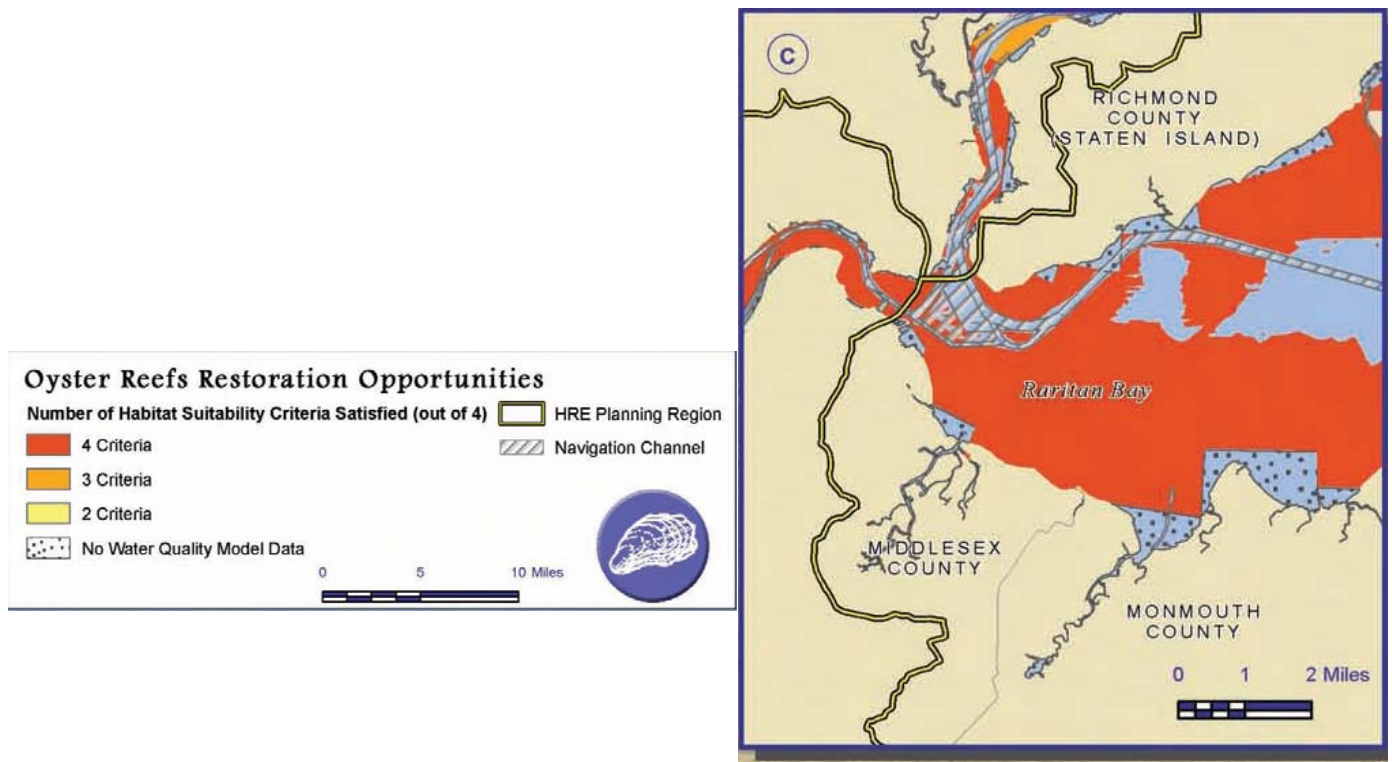 Oyster Reefs Restoration Opportunities
Number of Habitat Suitability Criteria Satisfied (out of 4)
4 Criteria
3 Criteria
2 Criteria
No Water Quality Model Data
HRE Planning Region
Navigation Channel
0 5 10 Miles
C
RICHMOND
COUNTY
(STATEN ISLAND)
Raritan Bay
MIDDLESEX
COUNTY
MONMOUTH
COUNTY
0 1 2 Miles